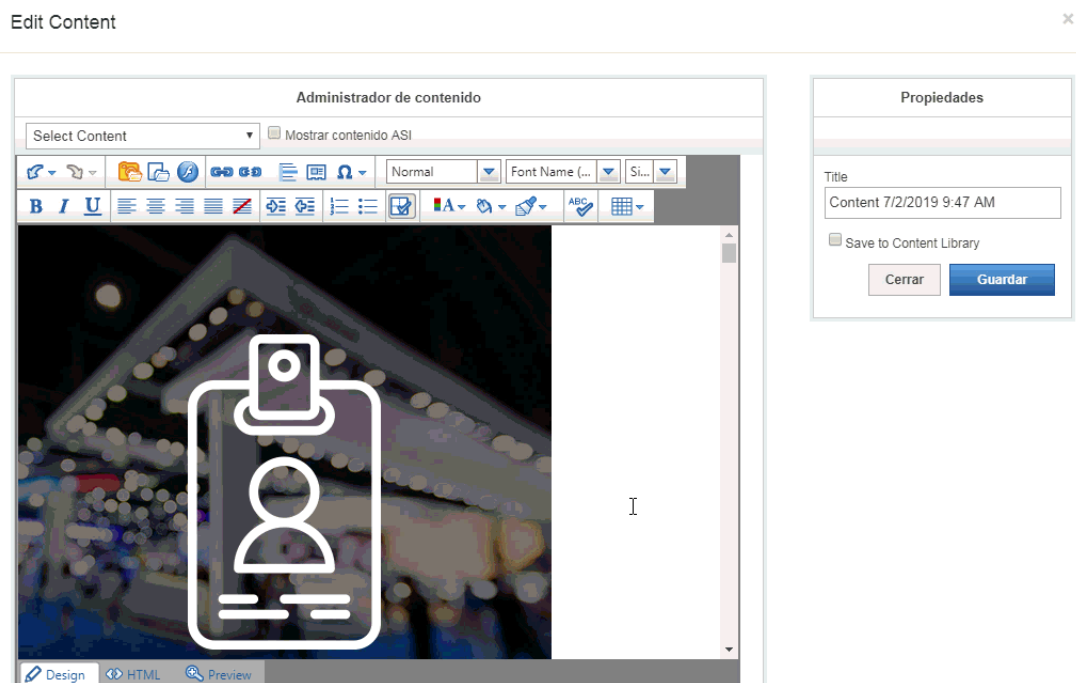 Edit Content
×
Administrador de contenido
Select Content
Mostrar contenido ASI
Normal
Font Name (...
Si...
B I U
A
ABC
Design HTML Preview
Propiedades
Title
Content 7/2/2019 9:47 AM
Save to Content Library
Cerrar Guardar